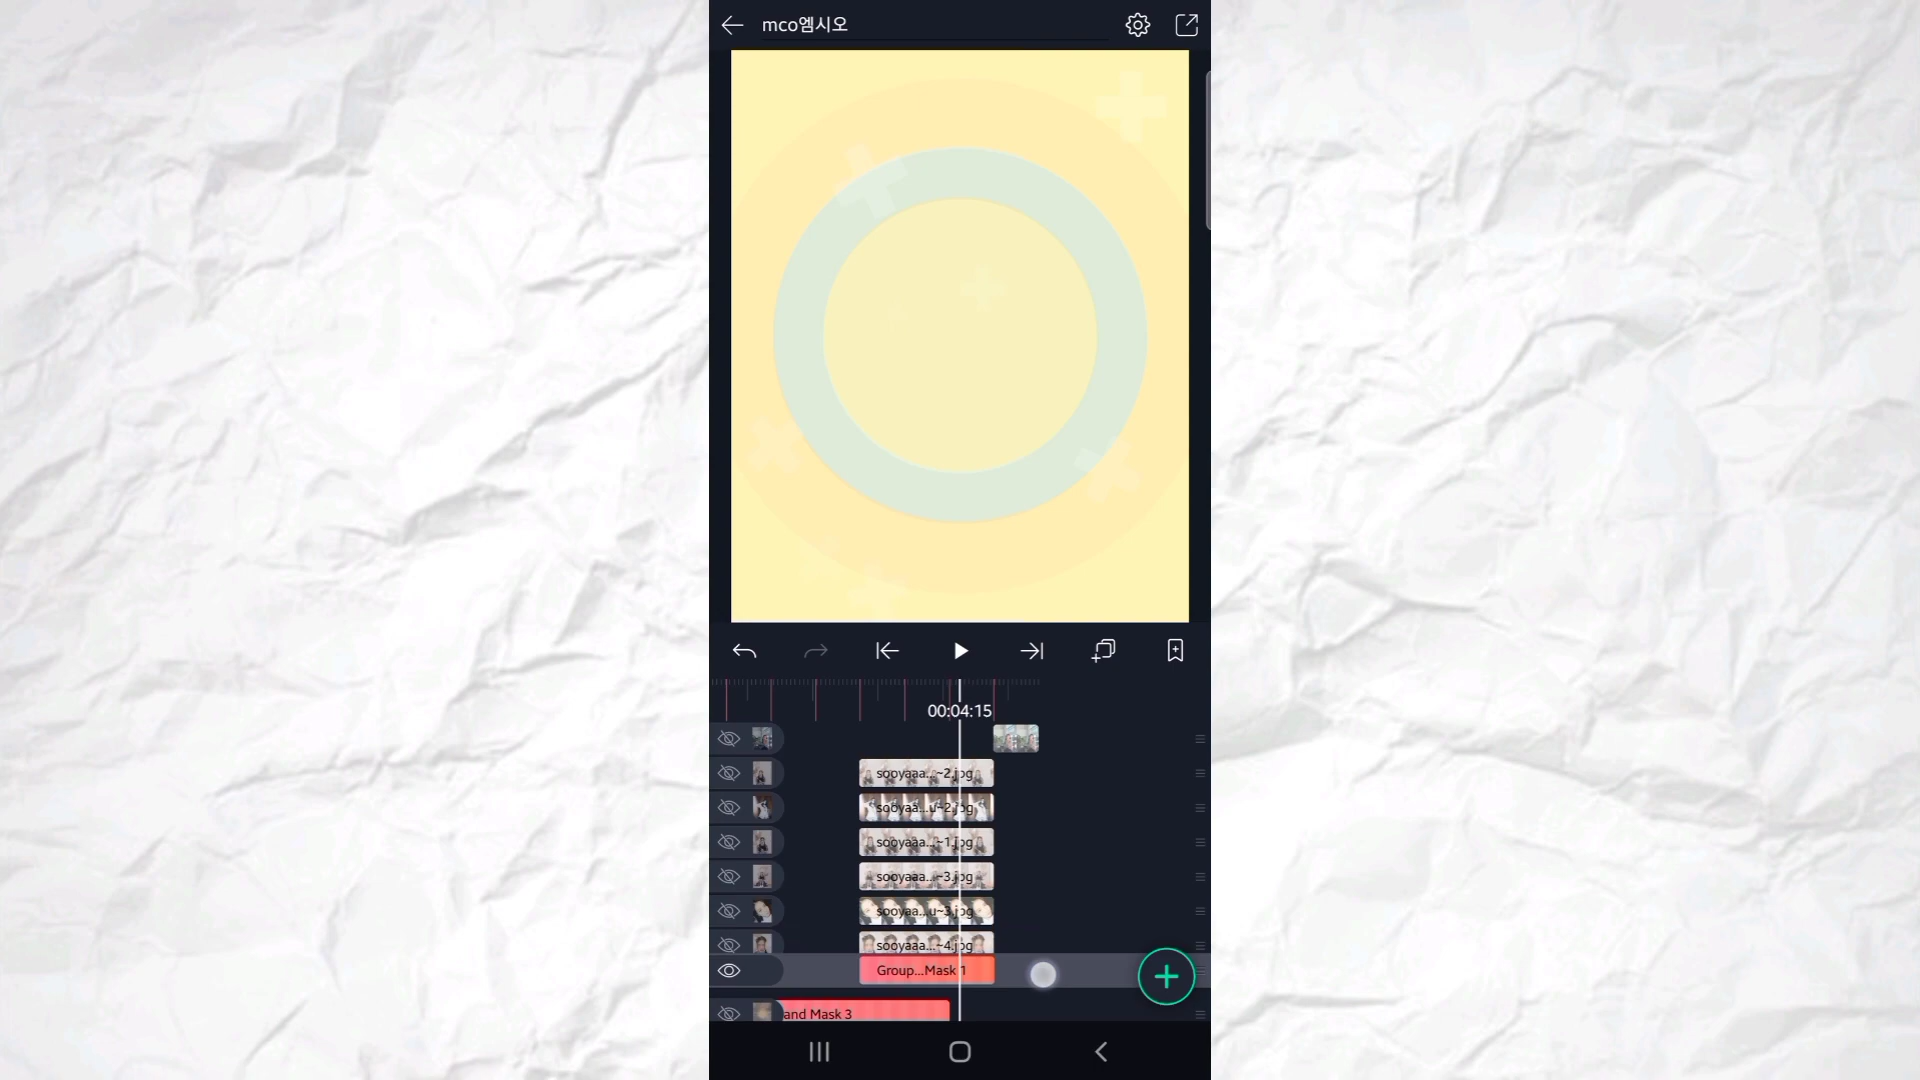 mco엠시오
00:04:15
sooyaaa...~2.jpg
sooyaa...u~2.jpg
sooyaaa...~1.jpg
sooyaaa...~3.jpg
sooyaa...u~3.jpg
sooyaaa...~4.jpg
Group...Mask 1
and Mask 3